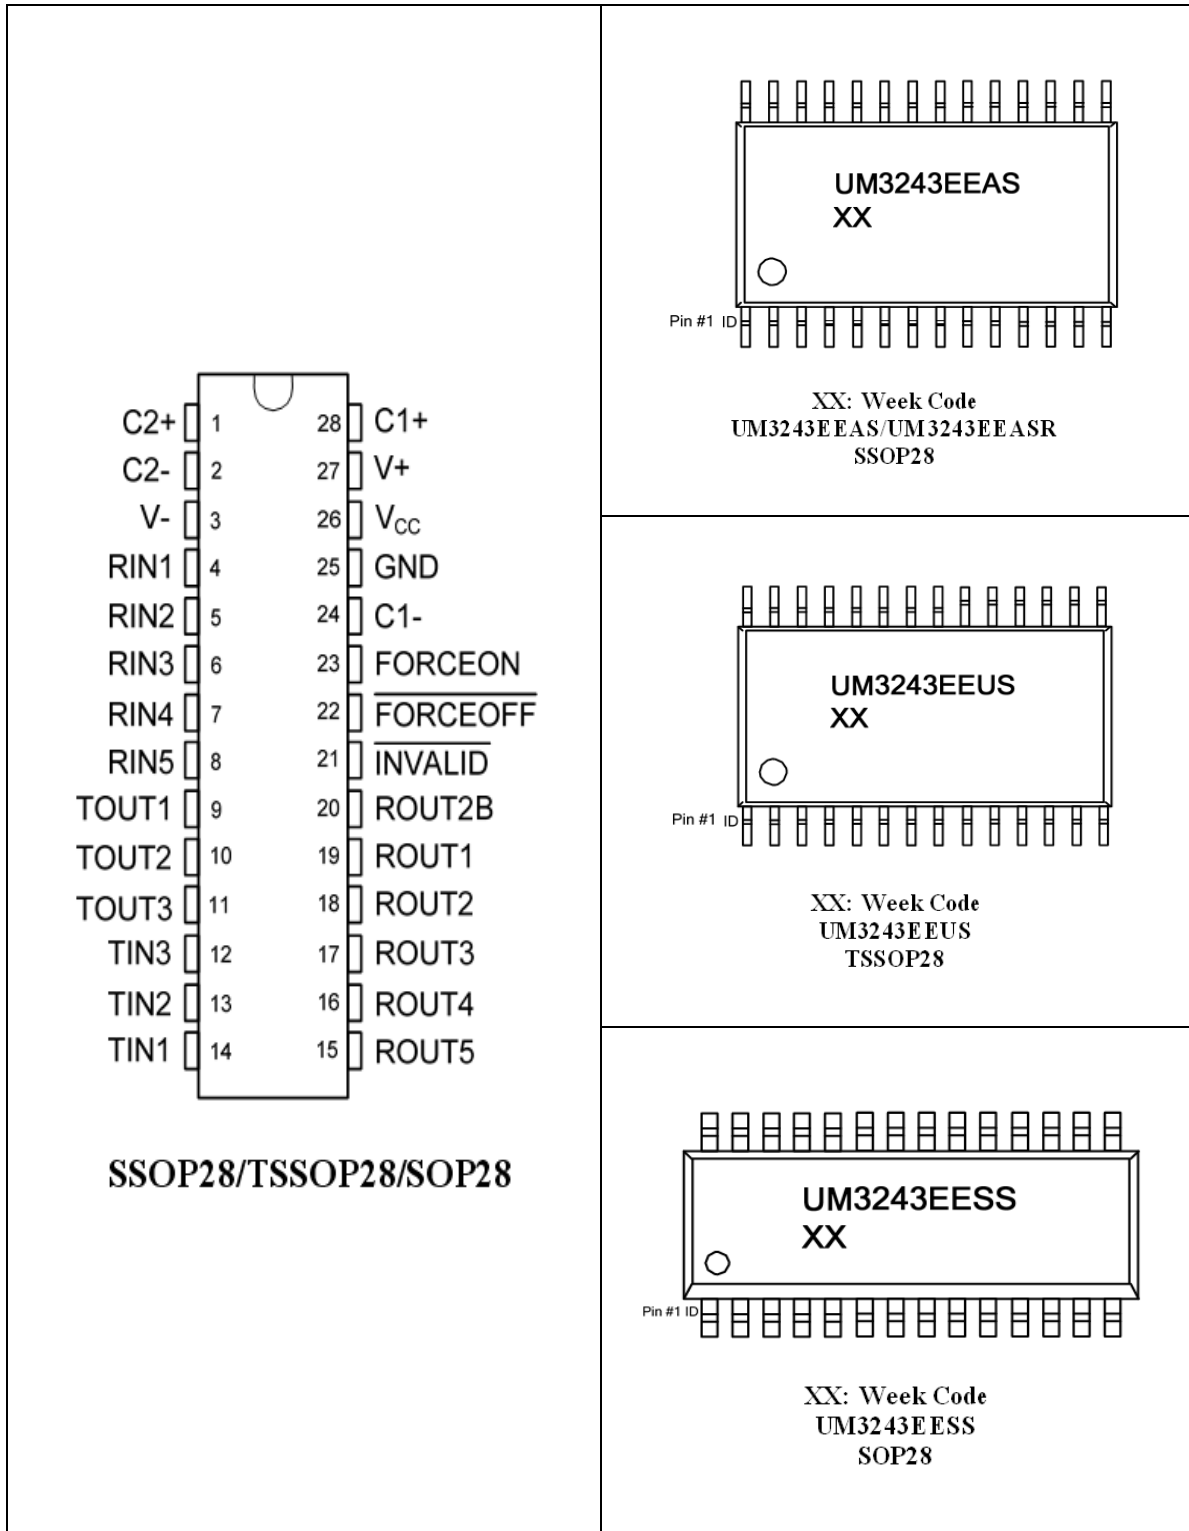 C2+ 1 28 C1+
C2- 2 27 V+
V- 3 26 VCC
RIN1 4 25 GND
RIN2 5 24 C1-
RIN3 6 23 FORCEON
RIN4 7 22 FORCEOFF
RIN5 8 21 INVALID
TOUT1 9 20 ROUT2B
TOUT2 10 19 ROUT1
TOUT3 11 18 ROUT2
TIN3 12 17 ROUT3
TIN2 13 16 ROUT4
TIN1 14 15 ROUT5
SSOP28/TSSOP28/SOP28
UM3243EEAS
XX
Pin #1 ID
XX: Week Code
UM3243EEAS/UM3243EEASR
SSOP28
UM3243EEUS
XX
Pin #1 ID
XX: Week Code
UM3243EEUS
TSSOP28
UM3243EESS
XX
Pin #1 ID
XX: Week Code
UM3243EESS
SOP28